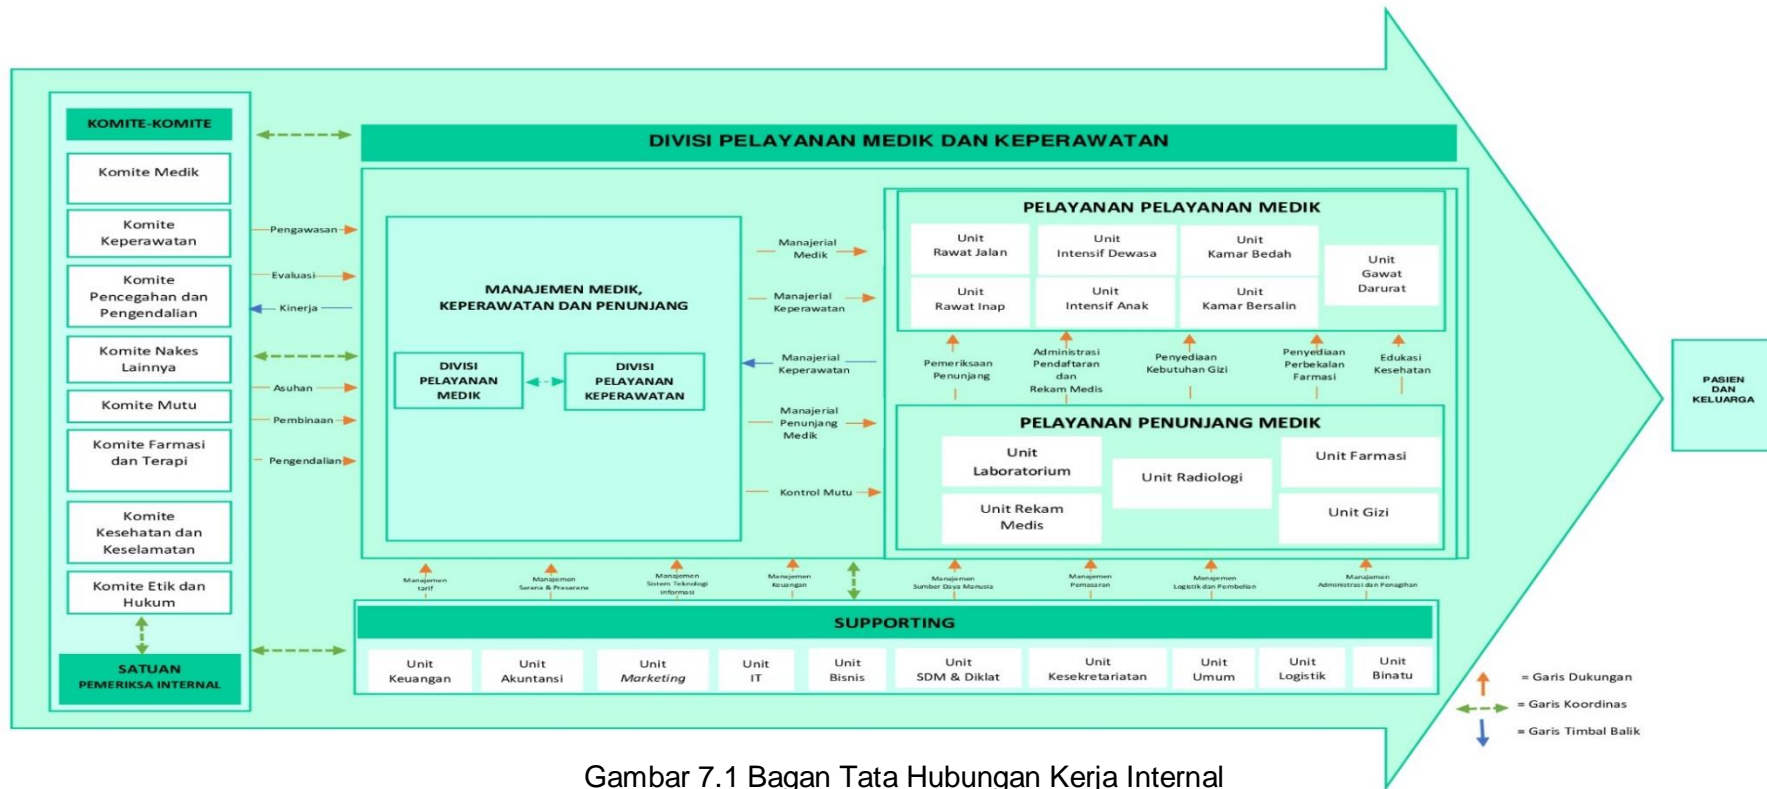 KOMITE-KOMITE
Komite Medik
Komite
Keperawatan
Komite
Pencegahan dan
Pengendalian
Komite Nakes
Lainnya
Komite Mutu
Komite Farmasi
dan Terapi
Komite
Kesehatan dan
Keselamatan
Komite Etik dan
Hukum
SATUAN
PEMERIKSA INTERNAL
Pengawasan
Evaluasi
Kinerja
Asuhan
Pembinaan
Pengendalian
DIVISI PELAYANAN MEDIK DAN KEPERAWATAN
MANAJEMEN MEDIK,
KEPERAWATAN DAN PENUNJANG
DIVISI
PELAYANAN
MEDIK
DIVISI
PELAYANAN
KEPERAWATAN
Manajerial
Medik
Manajerial
Keperawatan
Manajerial
Keperawatan
Manajerial
Penunjang
Medik
Kontrol Mutu
PELAYANAN PELAYANAN MEDIK
Unit
Rawat Jalan
Unit
Intensif Dewasa
Unit
Kamar Bedah
Unit
Gawat
Darurat
Unit
Rawat Inap
Unit
Intensif Anak
Unit
Kamar Bersalin
Pemeriksaan
Penunjang
Administrasi
Pendaftaran
dan
Rekam Medis
Penyediaan
Kebutuhan Gizi
Penyediaan
Perbekalan
Farmasi
Edukasi
Kesehatan
PELAYANAN PENUNJANG MEDIK
Unit
Laboratorium
Unit Radiologi
Unit Farmasi
Unit Rekam
Medis
Unit Gizi
Manajemen
tarif
Manajemen
Sarana & Prasarana
Manajemen
Sistem Teknologi
informasi
Manajemen
Keuangan
Manajemen
Sumber Daya Manusia
Manajemen
Pemasaran
Manajemen
Logistik dan Pembelian
Manajemen
Administrasi dan Penagihan
SUPPORTING
Unit
Keuangan
Unit
Akuntansi
Unit
Marketing
Unit
IT
Unit
Bisnis
Unit
SDM & Diklat
Unit
Kesekretariatan
Unit
Umum
Unit
Logistik
Unit
Binatu
PASIEN
DAN
KELUARGA
= Garis Dukungan
= Garis Koordinas
= Garis Timbal Balik
Gambar 7.1 Bagan Tata Hubungan Kerja Internal